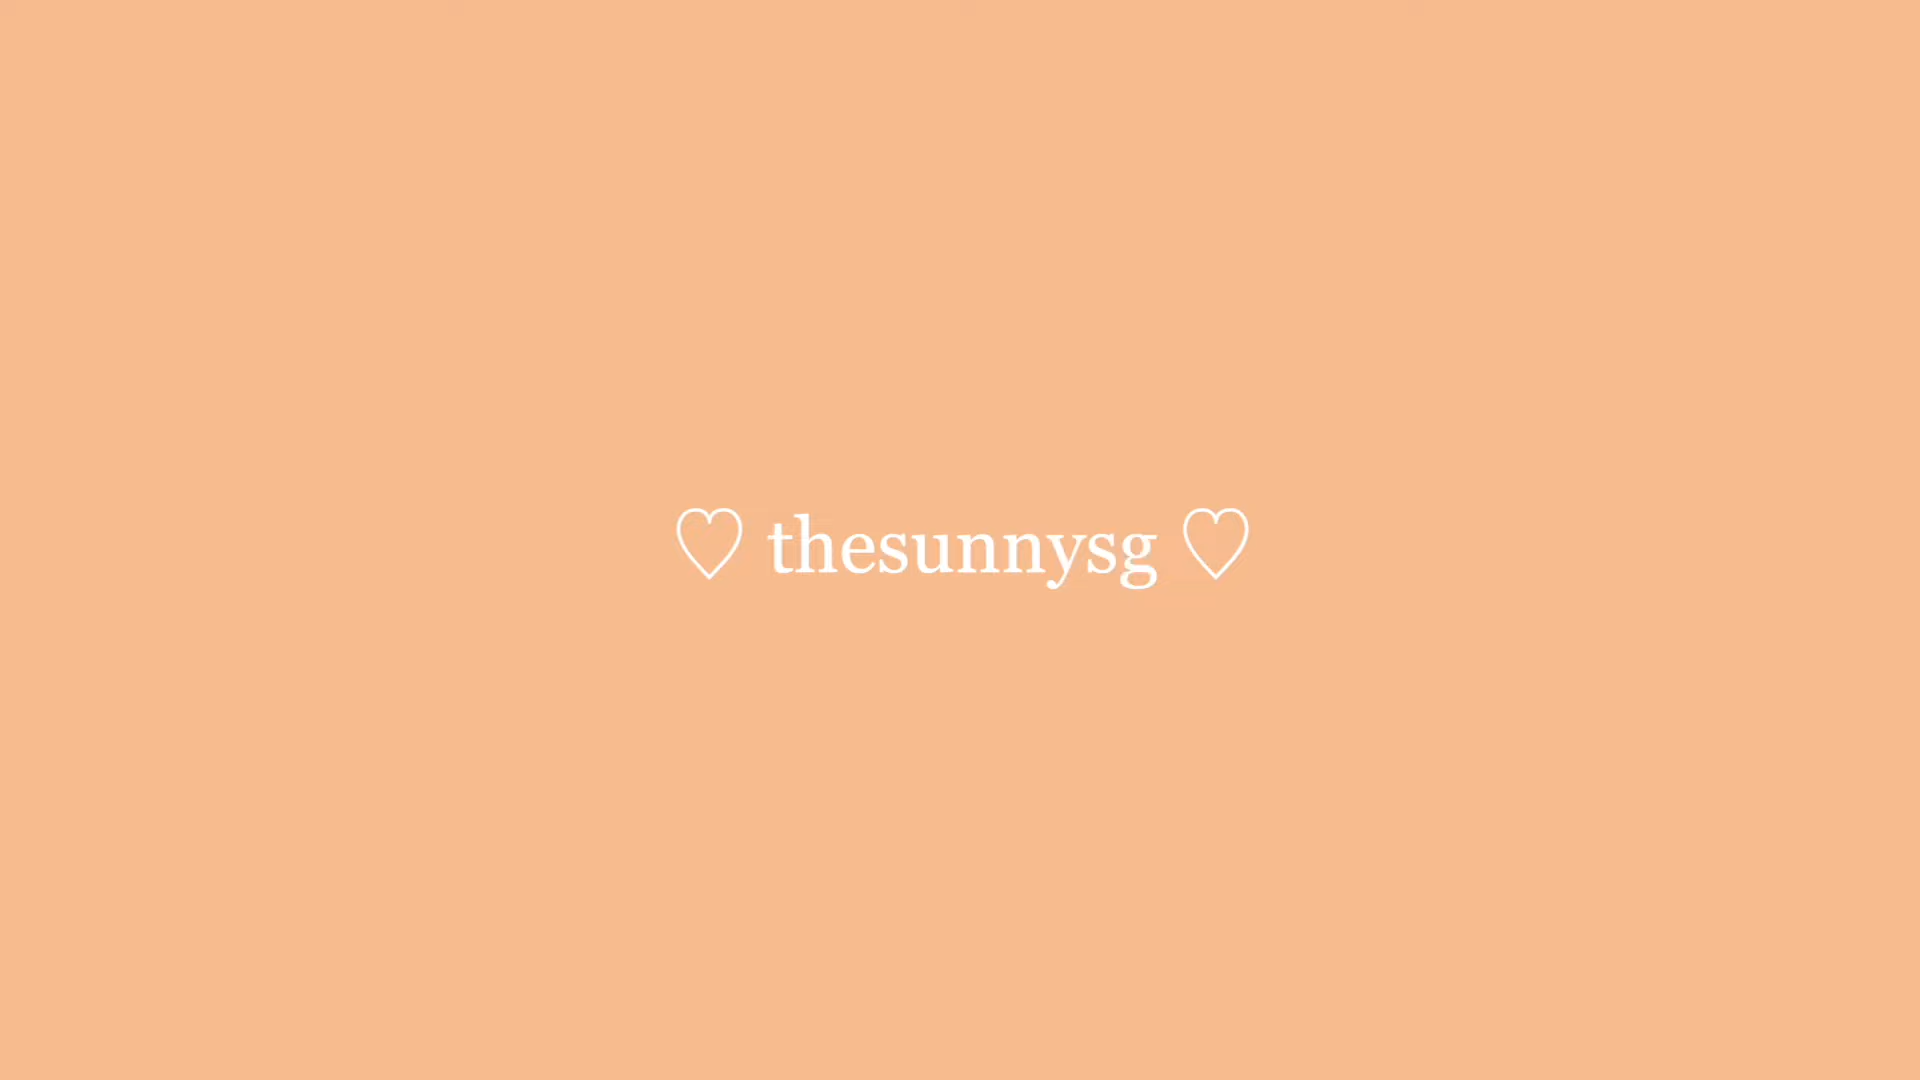 ♡ thesunnysg ♡